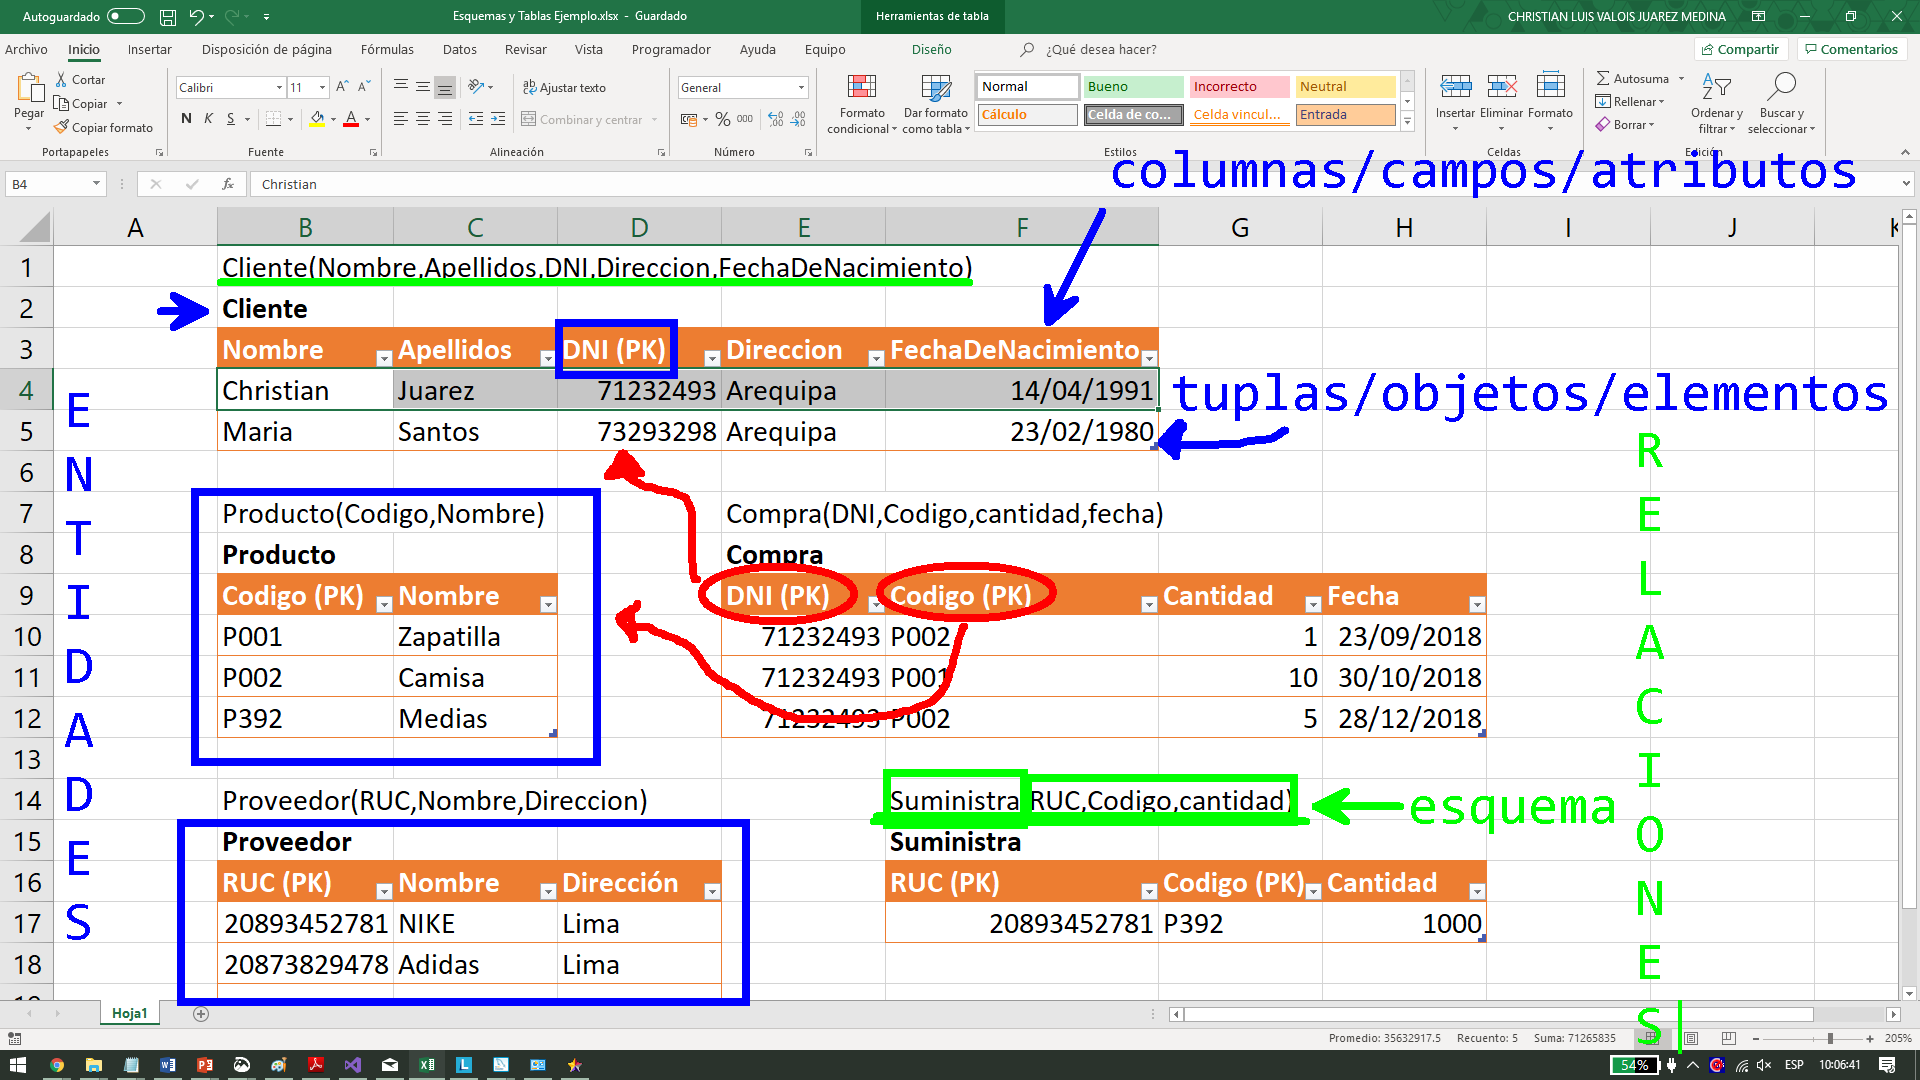 Autoguardado
Esquemas y Tablas Ejemplo.xlsx - Guardado
Herramientas de tabla
CHRISTIAN LUIS VALOIS JUAREZ MEDINA
Archivo Inicio Insertar Disposición de página Fórmulas Datos Revisar Vista Programador Ayuda Equipo Diseño ¿Qué desea hacer? Compartir Comentarios
Pegar
Cortar
Copiar
Copiar formato
Portapapeles
Calibri 11
N K S
Fuente
Ajustar texto
Combinar y centrar
Alineación
General
% 000
Número
Formato condicional
Dar formato como tabla
Normal Bueno Incorrecto Neutral
Cálculo Celda de co... Celda vincul... Entrada
Estilos
Insertar Eliminar Formato
Celdas
Autosuma
Rellenar
Borrar
Ordenary filtrar
Buscar y seleccionar
Edición
columnas/campos/atributos
B4 fx Christian
A B C D E F G H I J K
1 Cliente(Nombre,Apellidos,DNI,Direccion,FechaDeNacimiento)
2 Cliente
3 Nombre Apellidos DNI (PK) Direccion FechaDeNacimiento
4 Christian Juarez 71232493 Arequipa 14/04/1991
tuplas/objetos/elementos
5 Maria Santos 73293298 Arequipa 23/02/1980
6
7 Producto(Codigo,Nombre) Compra(DNI,Codigo,cantidad,fecha)
8 Producto Compra
9 Codigo (PK) Nombre DNI (PK) Codigo (PK) Cantidad Fecha
10 P001 Zapatilla 71232493 P002 1 23/09/2018
11 P002 Camisa 71232493 P001 10 30/10/2018
12 P392 Medias 71232493 P002 5 28/12/2018
13
14 Proveedor(RUC,Nombre,Direccion) Suministra(RUC,Codigo,cantidad)
esquema
15 Proveedor Suministra
16 RUC (PK) Nombre Dirección RUC (PK) Codigo (PK) Cantidad
17 20893452781 NIKE Lima 20893452781 P392 1000
18 20873829478 Adidas Lima
ENTIDADES
RELACIONES
Hoja1
Promedio: 35632917.5 Recuento: 5 Suma: 71265835 205%
54% ESP 10:06:41